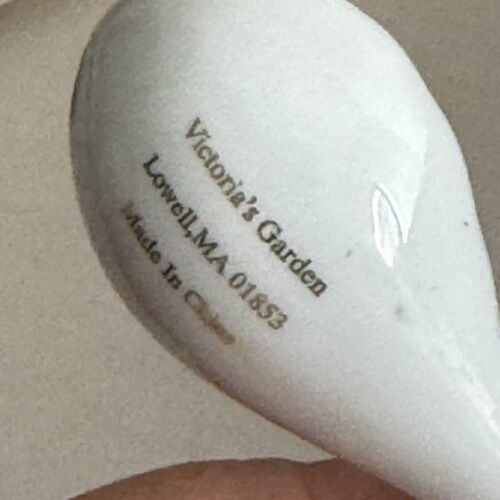 Victoria's Garden
Lowell,MA 01853
Made In China